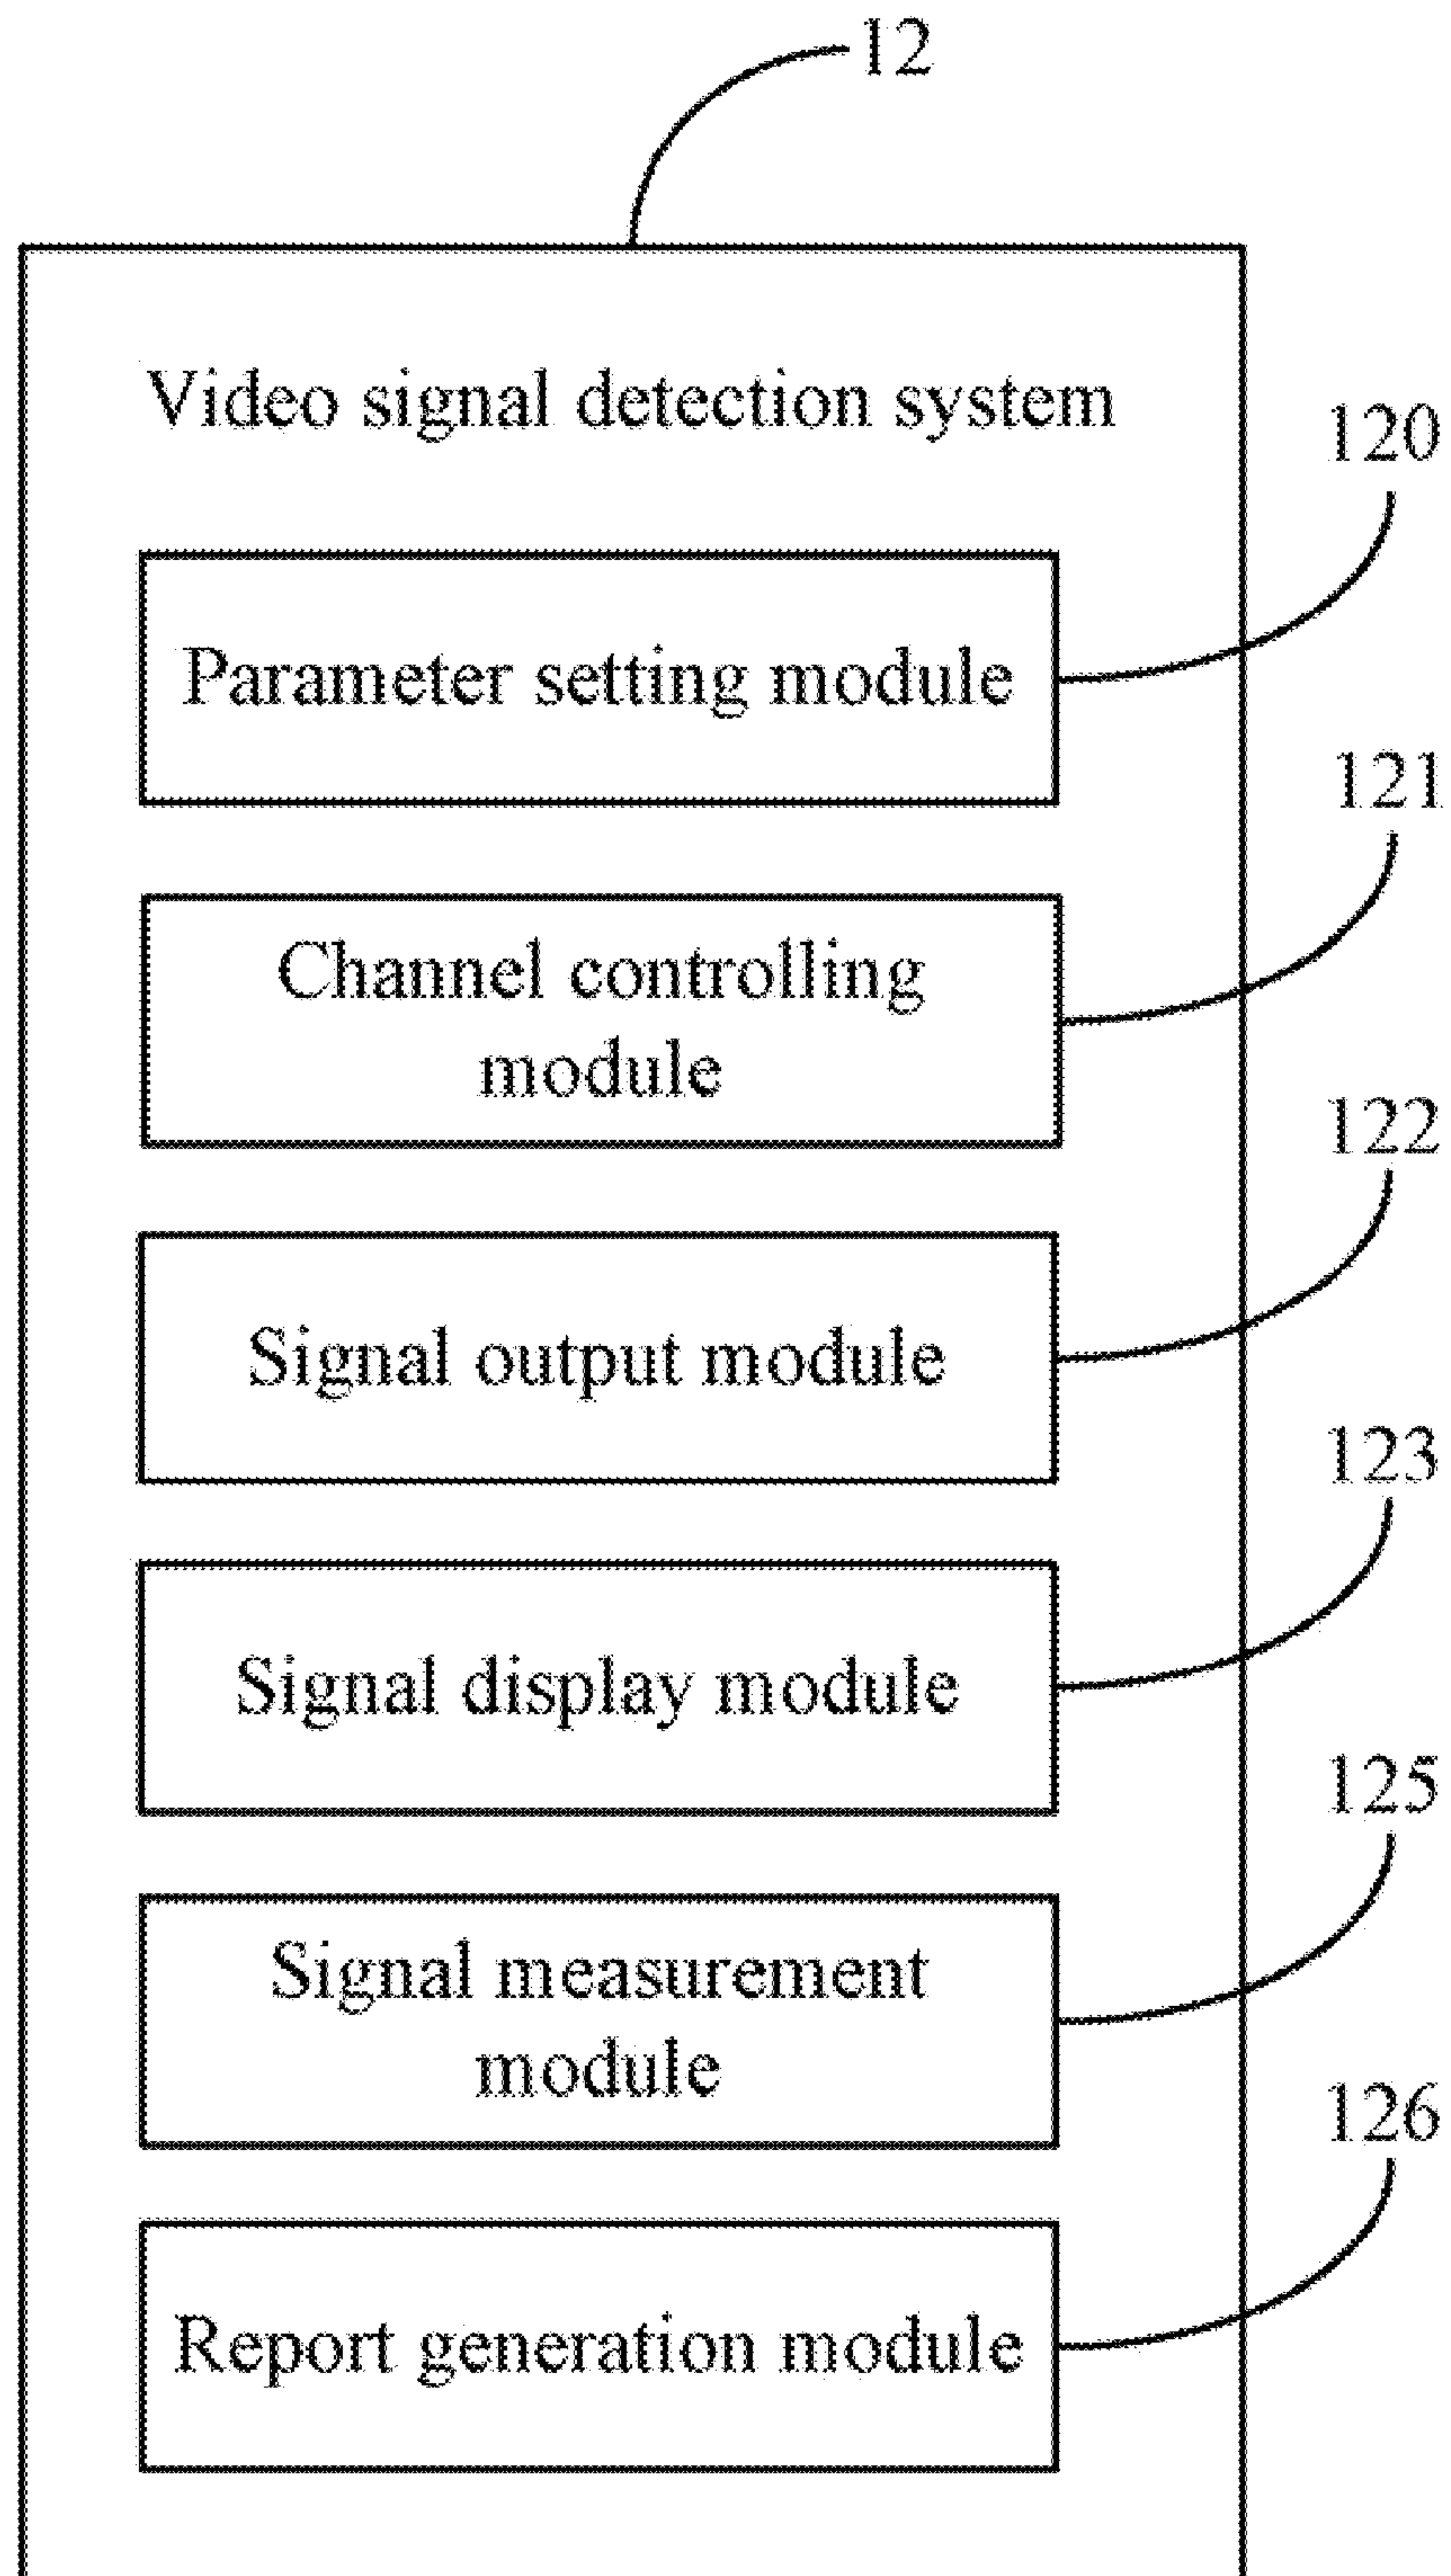 12
Video signal detection system
120
Parameter setting module
121
Channel controlling
module
122
Signal output module
123
Signal display module
125
Signal measurement
module
126
Report generation module